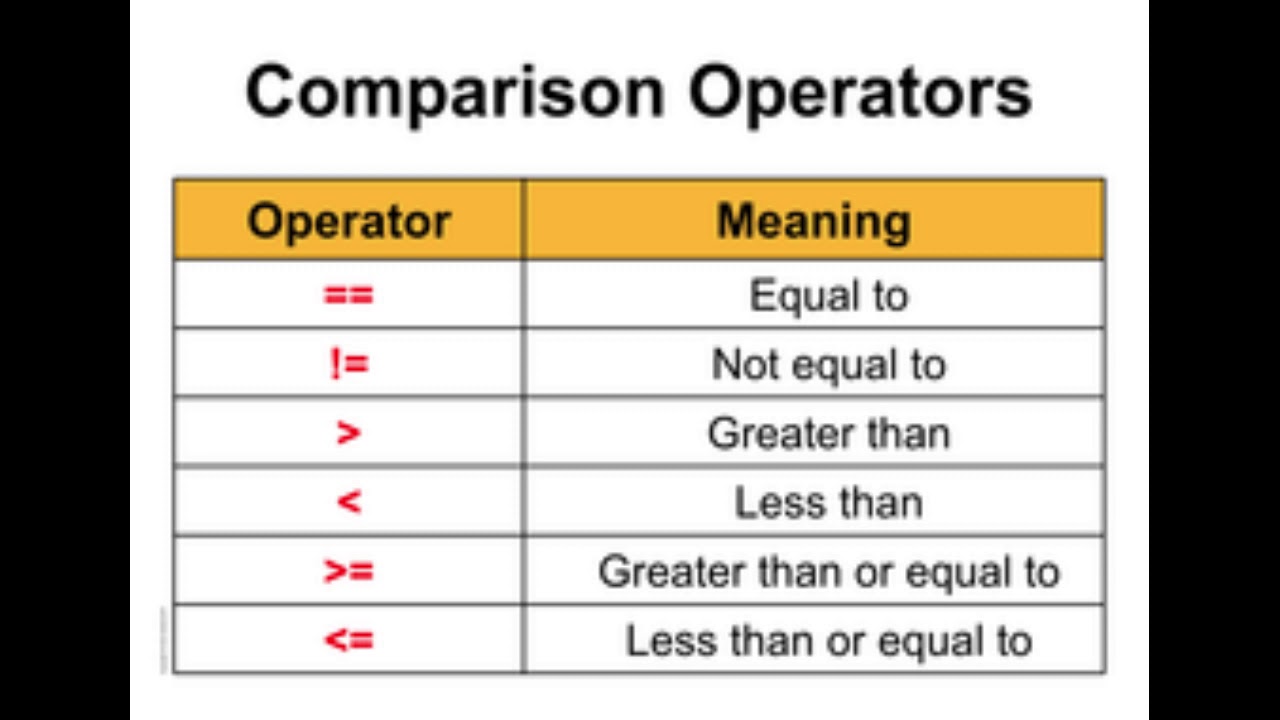 Comparison Operators
Operator Meaning
== Equal to
!= Not equal to
> Greater than
< Less than
>= Greater than or equal to
<= Less than or equal to